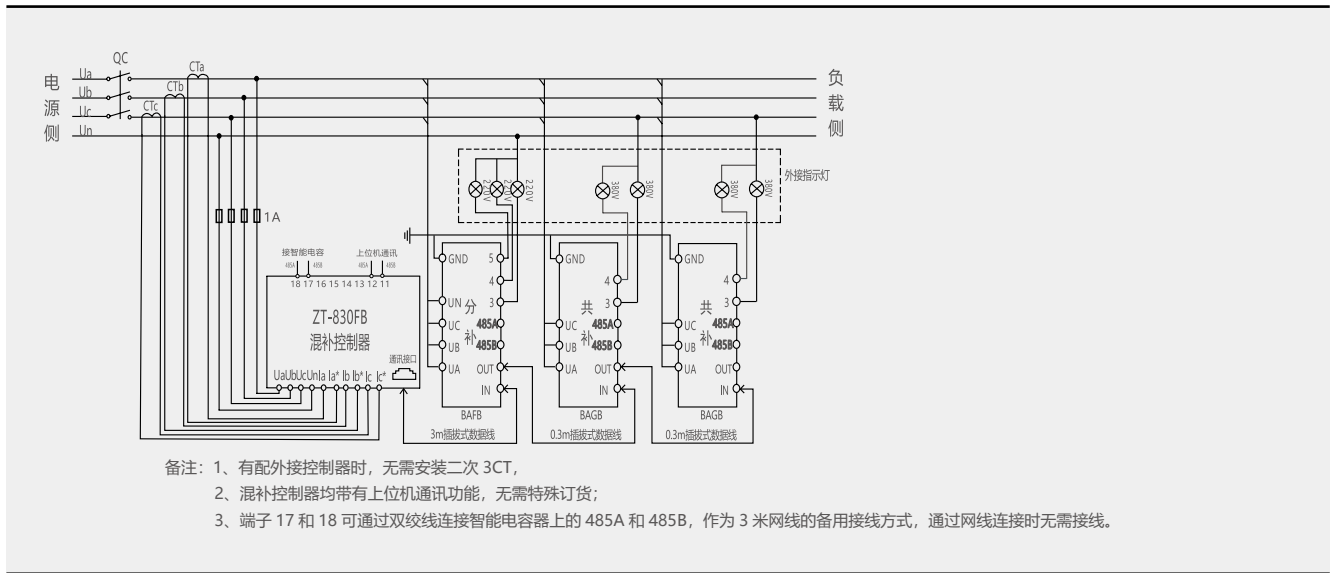 QC
CTa
CTb
CTc
电源侧
Ua
Ub
Uc
Un
负载侧
220V
220V
220V
380V
380V
380V
380V
外接指示灯
1A
接智能电容
上位机通讯
485A 485B
485A 485B
18 17 16 15 14 13 12 11
ZT-830FB
混补控制器
通讯接口
Ua Ub Uc Un Ia Ia* Ib Ib* Ic Ic*
GND 5
4
UN 分 3
UC 补 485A
UB 485B
UA OUT
IN
BAFB
3m插拔式数据线
GND
4
共 3
UC 补 485A
UB 485B
UA OUT
IN
BAGB
0.3m插拔式数据线
GND
4
共 3
UC 补 485A
UB 485B
UA OUT
IN
BAGB
0.3m插拔式数据线
备注：1、有配外接控制器时，无需安装二次 3CT，
2、混补控制器均带有上位机通讯功能，无需特殊订货；
3、端子 17 和 18 可通过双绞线连接智能电容器上的 485A 和 485B，作为 3 米网线的备用接线方式，通过网线连接时无需接线。